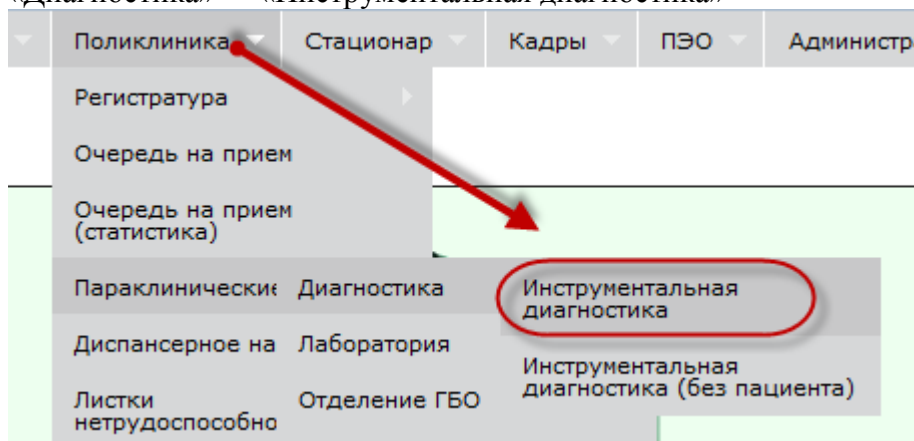 «Диагностика» «Инструментальная диагностика»
Поликлиника Стационар Кадры ПЭО Администр
Регистратура
Очередь на прием
Очередь на прием
(статистика)
Параклинические Диагностика Инструментальная
диагностика
Диспансерное на Лаборатория Инструментальная
диагностика (без пациента)
Листки Отделение ГБО
нетрудоспособно